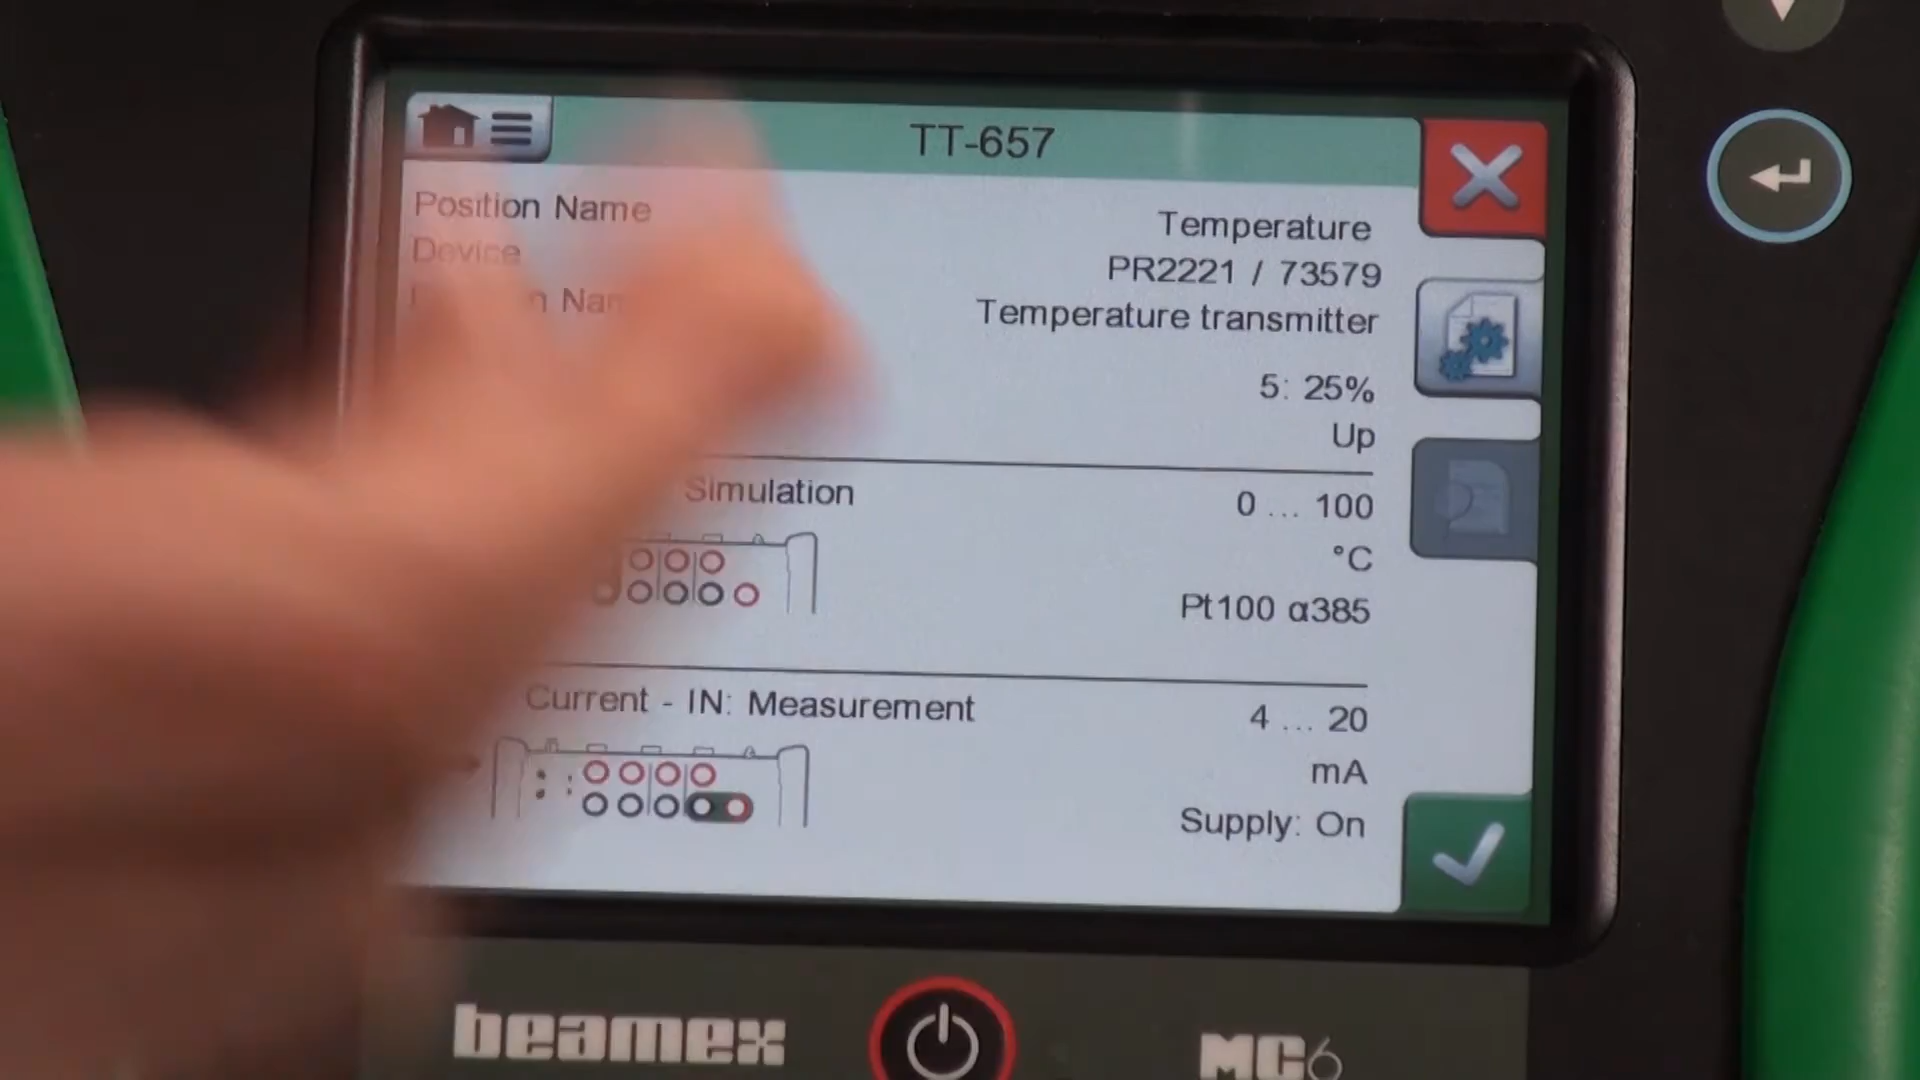 TT-657
Position Name Temperature
Device PR2221 / 73579
Temperature transmitter
5: 25%
Up
Simulation 0 ... 100
°C
Pt100 α385
Current - IN: Measurement 4 ... 20
mA
Supply: On
beamex MC6